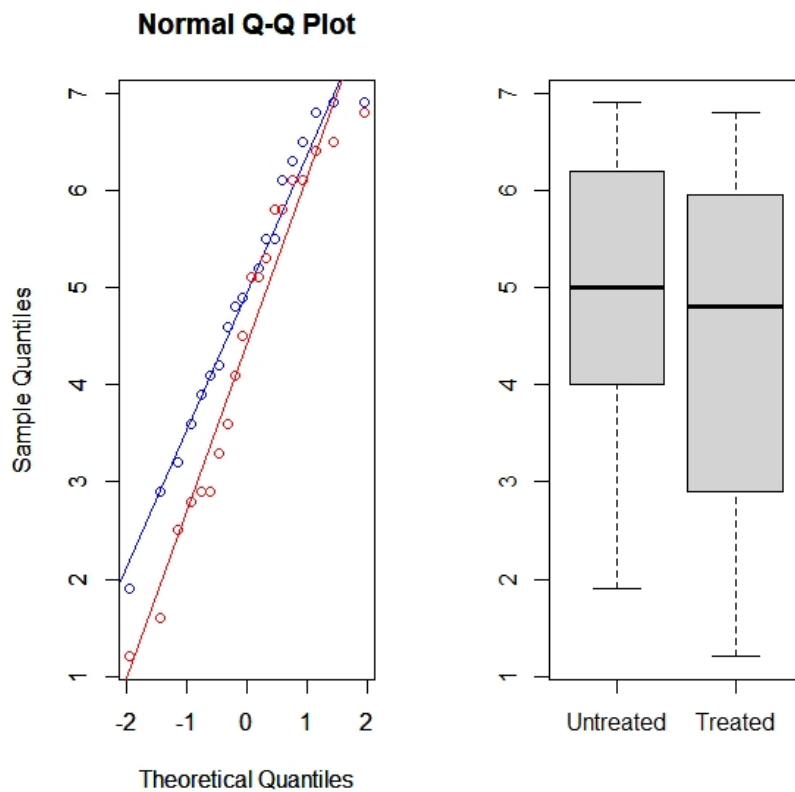 Normal Q-Q Plot
Sample Quantiles
7
6
5
4
3
2
1
-2 -1 0 1 2
Theoretical Quantiles
7
6
5
4
3
2
1
Untreated Treated